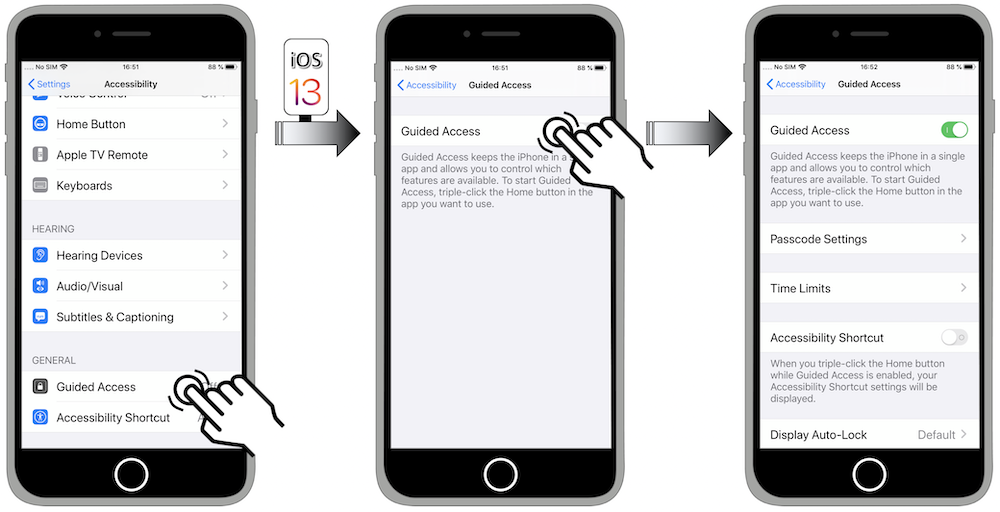 .... No SIM 16:51 88 %
Settings Accessibility
Voice Control Off
Home Button
Apple TV Remote
Keyboards
HEARING
Hearing Devices
Audio/Visual
Subtitles & Captioning
GENERAL
Guided Access Off
Accessibility Shortcut
iOS
13
.... No SIM 16:51 88 %
Accessibility Guided Access
Guided Access
Guided Access keeps the iPhone in a
app and allows you to control which
features are available. To start Guided
Access, triple-click the Home button in the
app you want to use.
.... No SIM 16:52 88 %
Accessibility Guided Access
Guided Access
Guided Access keeps the iPhone in a single
app and allows you to control which
features are available. To start Guided
Access, triple-click the Home button in the
app you want to use.
Passcode Settings
Time Limits
Accessibility Shortcut
When you triple-click the Home button
while Guided Access is enabled, your
Accessibility Shortcut settings will be
displayed.
Display Auto-Lock Default